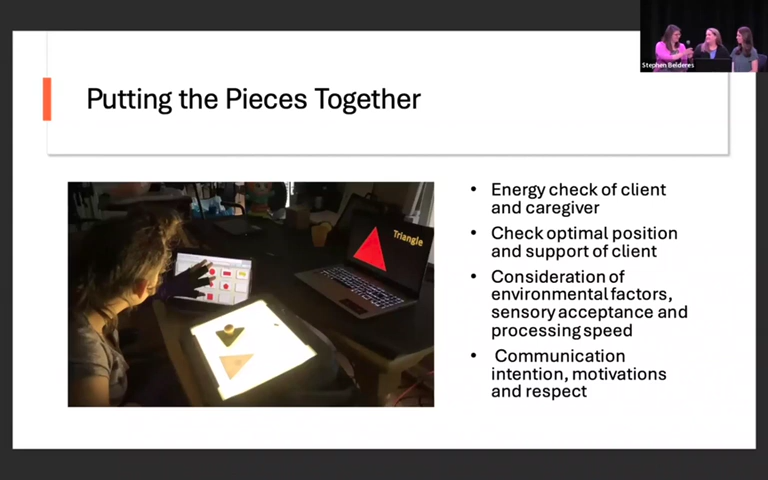 Stephen Belderes
Putting the Pieces Together
Triangle
• Energy check of client
and caregiver
• Check optimal position
and support of client
• Consideration of
environmental factors,
sensory acceptance and
processing speed
• Communication
intention, motivations
and respect